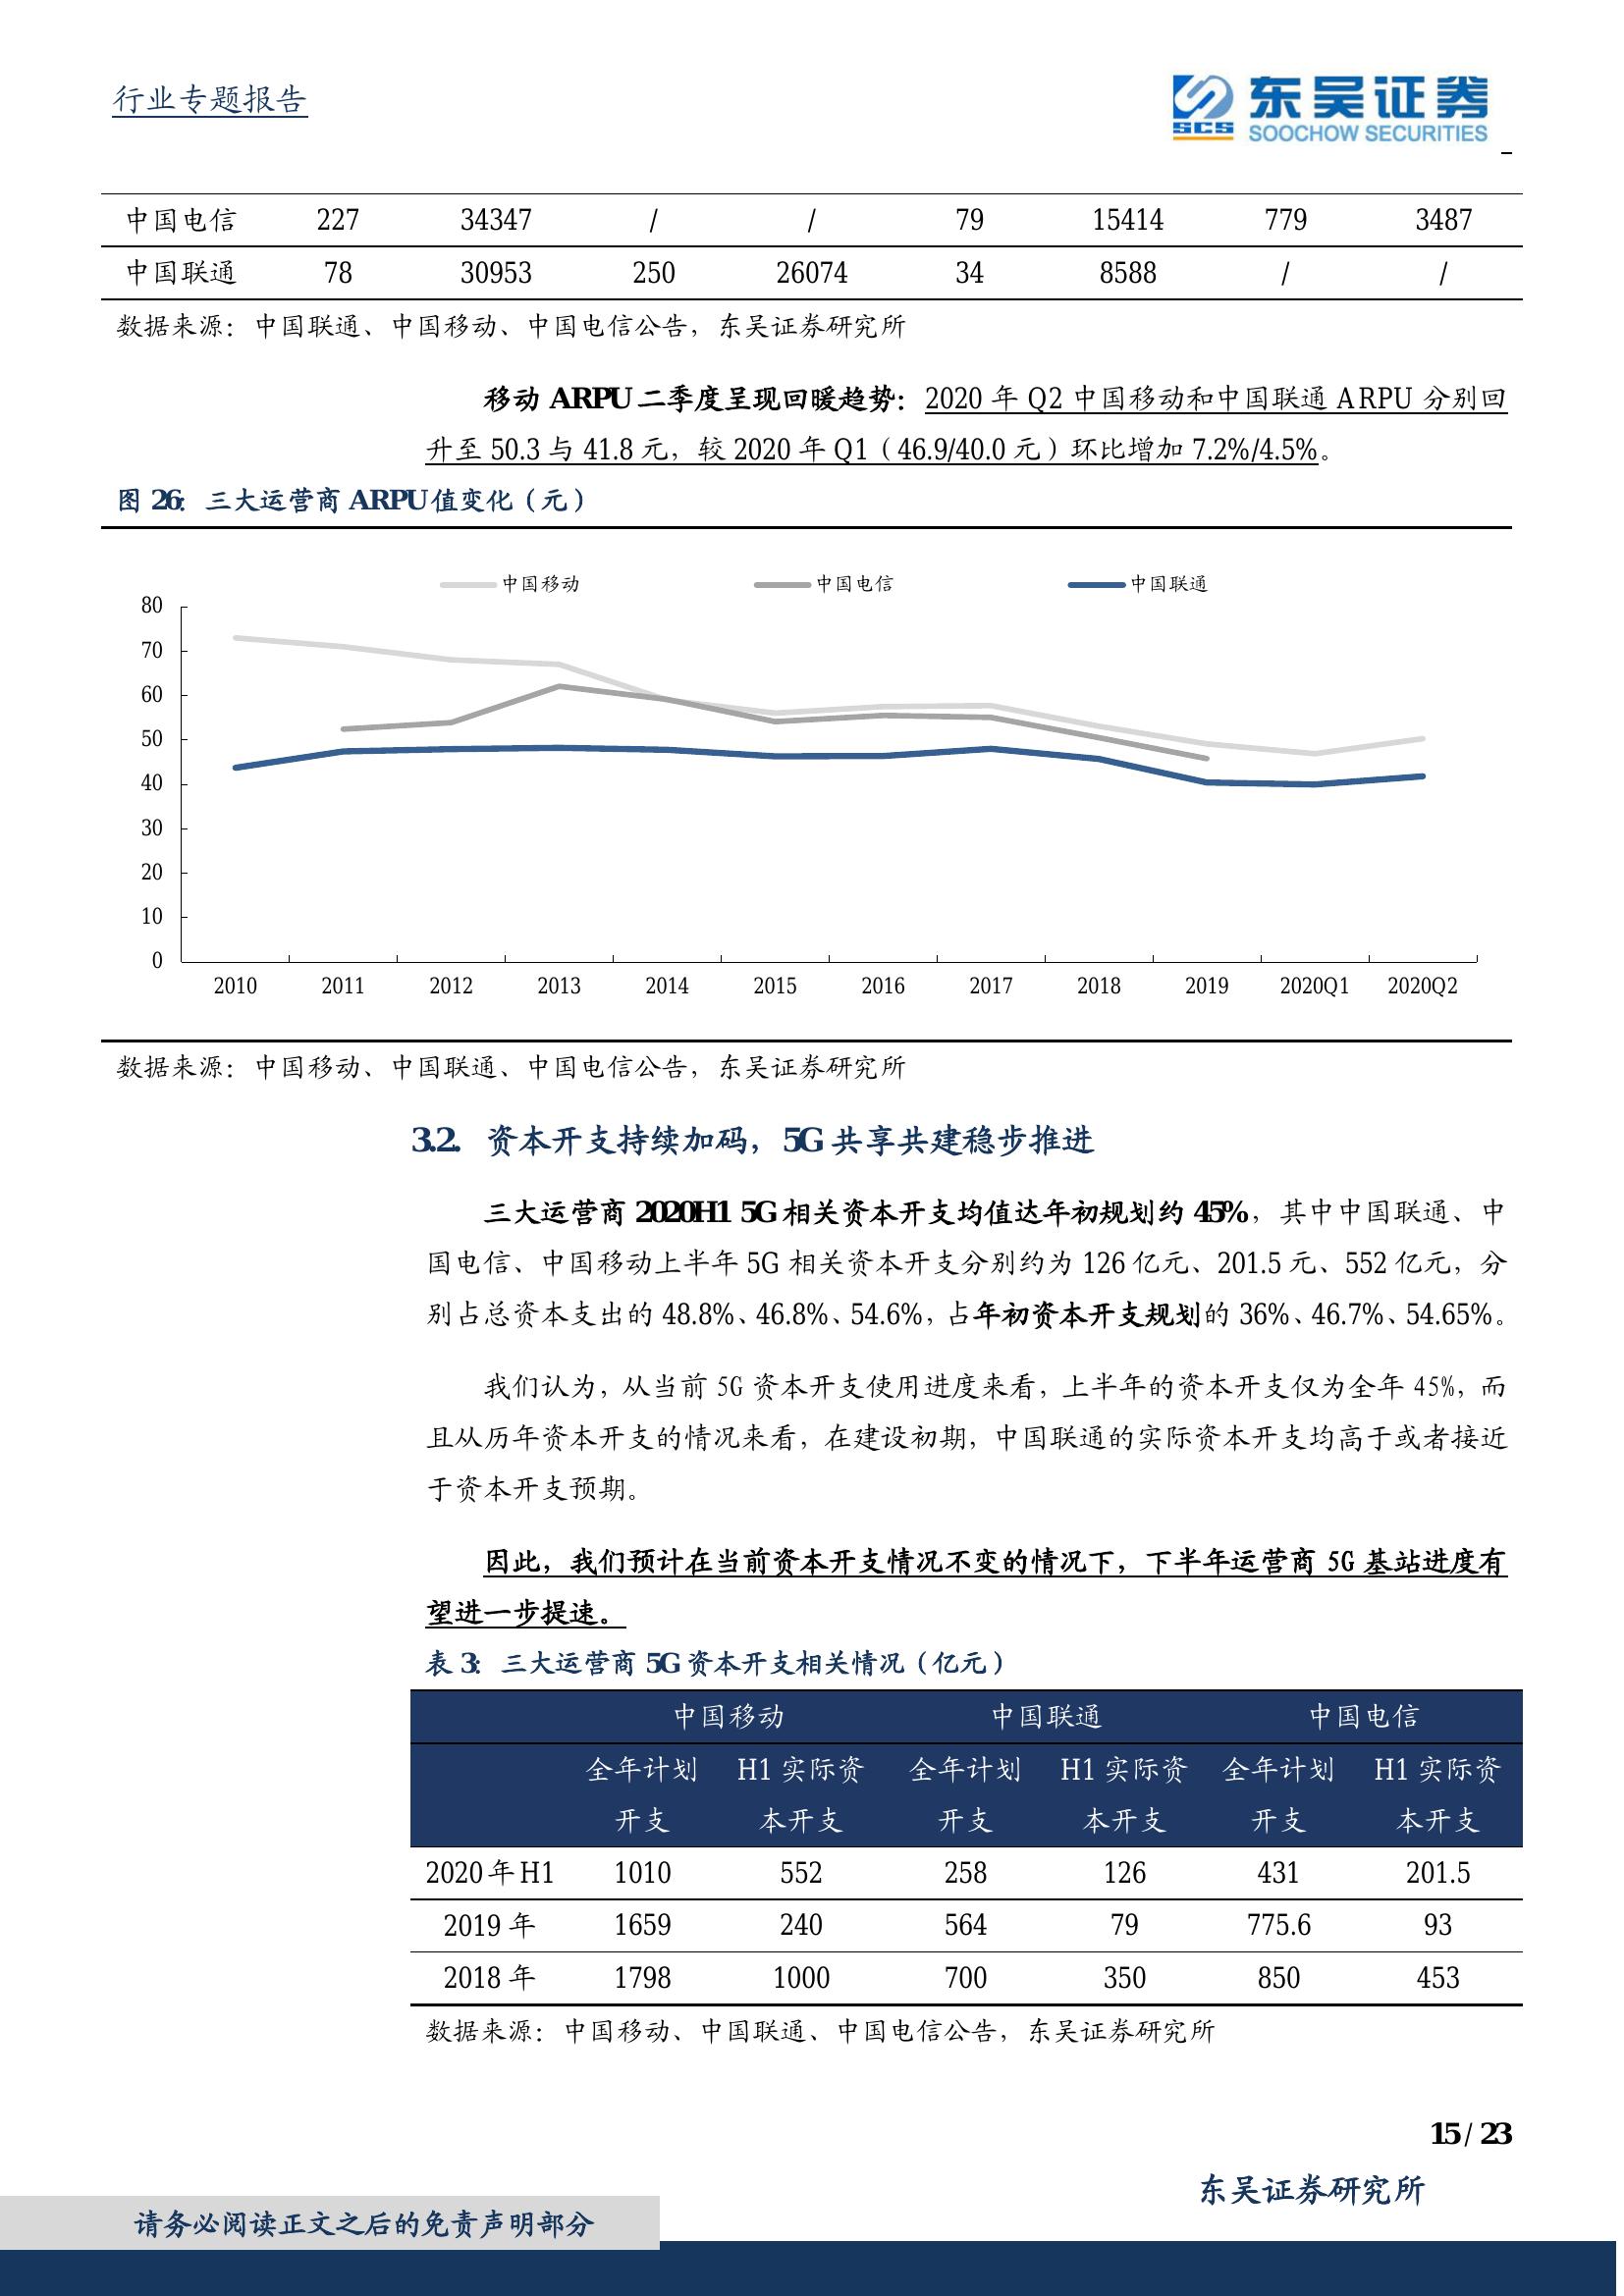 行业专题报告
东吴证券
SCS
SOOCHOW SECURITIES
中国电信 227 34347 / / 79 15414 779 3487
中国联通 78 30953 250 26074 34 8588 / /
数据来源：中国联通、中国移动、中国电信公告，东吴证券研究所
移动 ARPU 二季度呈现回暖趋势：2020 年 Q2 中国移动和中国联通 ARPU 分别回
升至 50.3 与 41.8 元，较 2020 年 Q1（46.9/40.0 元）环比增加 7.2%/4.5%。
图 26：三大运营商 ARPU 值变化（元）
中国移动 中国电信 中国联通
80
70
60
50
40
30
20
10
0
2010 2011 2012 2013 2014 2015 2016 2017 2018 2019 2020Q1 2020Q2
数据来源：中国移动、中国联通、中国电信公告，东吴证券研究所
3.2. 资本开支持续加码，5G 共享共建稳步推进
三大运营商 2020H1 5G 相关资本开支均值达年初规划约 45%，其中中国联通、中
国电信、中国移动上半年 5G 相关资本开支分别约为 126 亿元、201.5 元、552 亿元，分
别占总资本支出的 48.8%、46.8%、54.6%，占年初资本开支规划的 36%、46.7%、54.65%。
我们认为，从当前 5G 资本开支使用进度来看，上半年的资本开支仅为全年 45%，而
且从历年资本开支的情况来看，在建设初期，中国联通的实际资本开支均高于或者接近
于资本开支预期。
因此，我们预计在当前资本开支情况不变的情况下，下半年运营商 5G 基站进度有
望进一步提速。
表 3：三大运营商 5G 资本开支相关情况（亿元）
中国移动 中国联通 中国电信
全年计划 H1 实际资 全年计划 H1 实际资 全年计划 H1 实际资
开支 本开支 开支 本开支 开支 本开支
2020 年 H1 1010 552 258 126 431 201.5
2019 年 1659 240 564 79 775.6 93
2018 年 1798 1000 700 350 850 453
数据来源：中国移动、中国联通、中国电信公告，东吴证券研究所
15 / 23
东吴证券研究所
请务必阅读正文之后的免责声明部分